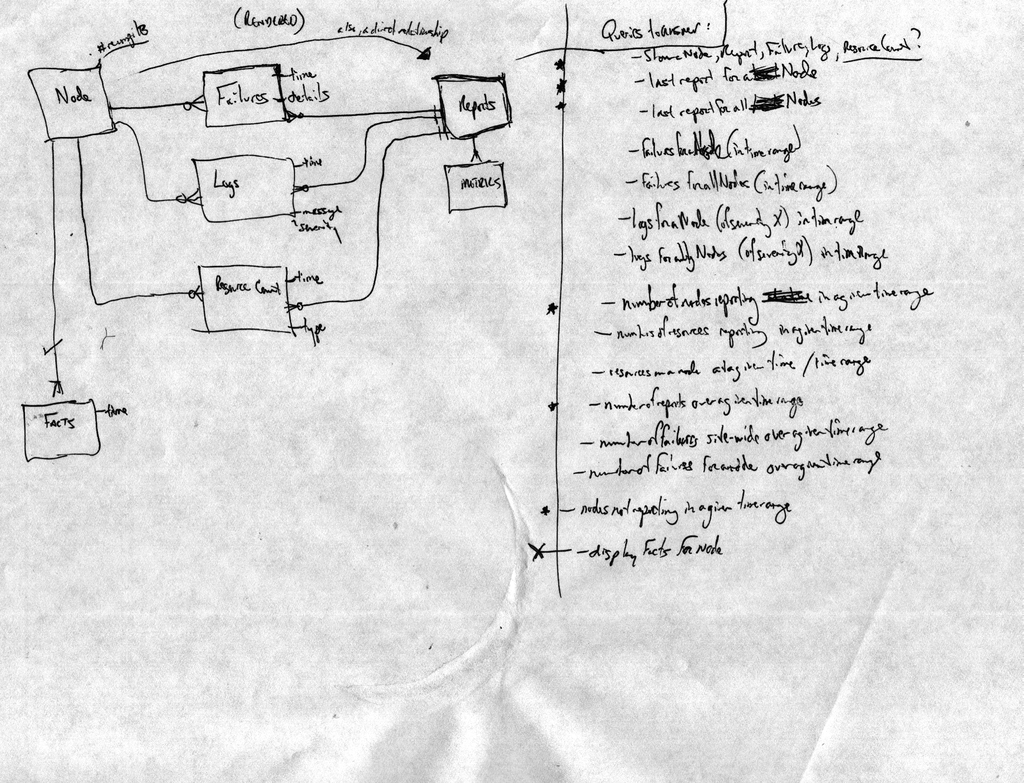 (RENDERED)
also, a direct relationship
Node
Failures
time
details
Reports
Logs
time
message
severity
METRICS
Resource Count
time
type
FACTS
time
Queries to answer:
- Store Node, Report, Failures, Logs, Resource Count?
- last report for a Node
- last report for all Nodes
- failures for a Node (in time range)
- Failures for all Nodes (in time range)
- logs for a Node (of severity X) in time range
- logs for all Nodes (of severity X) in time range
- number of nodes reporting in a given time range
- number of resources reporting in a given time range
- resources on a node at a given time / time range
- number of reports over a given time range
- number of failures site-wide over a given time range
- number of failures for a node over a given time range
- nodes not reporting in a given time range
- display Facts for Node